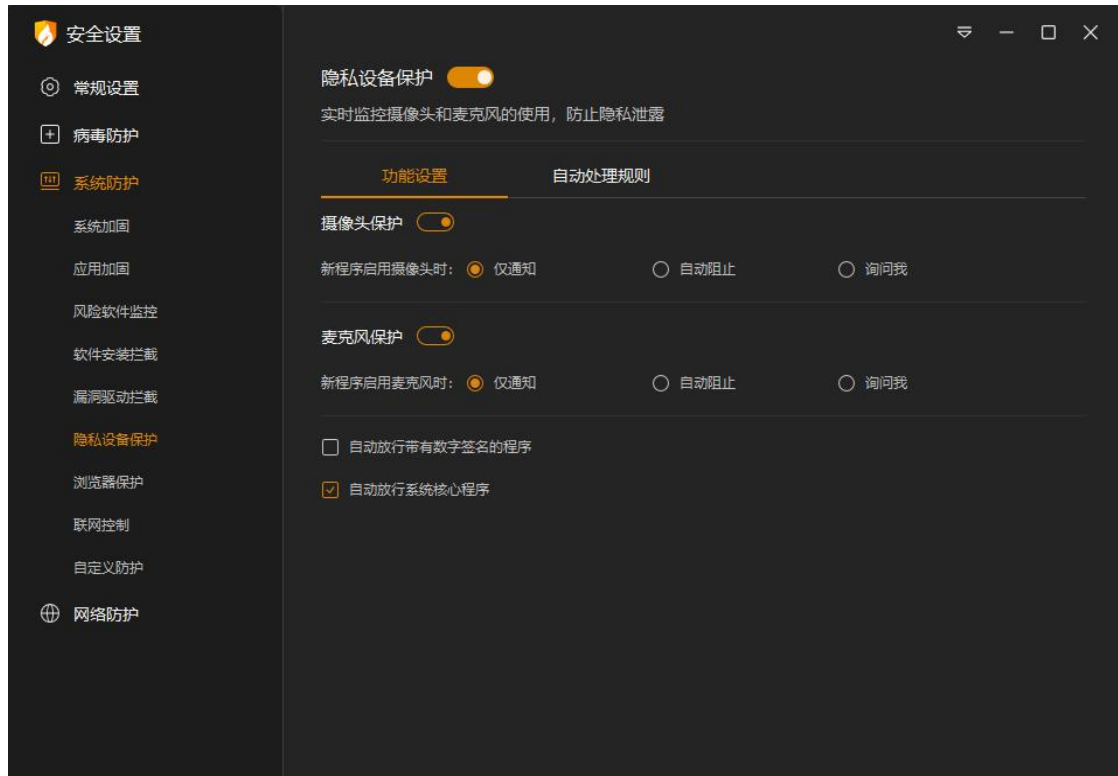 安全设置
常规设置
病毒防护
系统防护
系统加固
应用加固
风险软件监控
软件安装拦截
漏洞驱动拦截
隐私设备保护
浏览器保护
联网控制
自定义防护
网络防护
隐私设备保护
实时监控摄像头和麦克风的使用，防止隐私泄露
功能设置 自动处理规则
摄像头保护
新程序启用摄像头时： 仅通知 自动阻止 询问我
麦克风保护
新程序启用麦克风时： 仅通知 自动阻止 询问我
自动放行带有数字签名的程序
自动放行系统核心程序